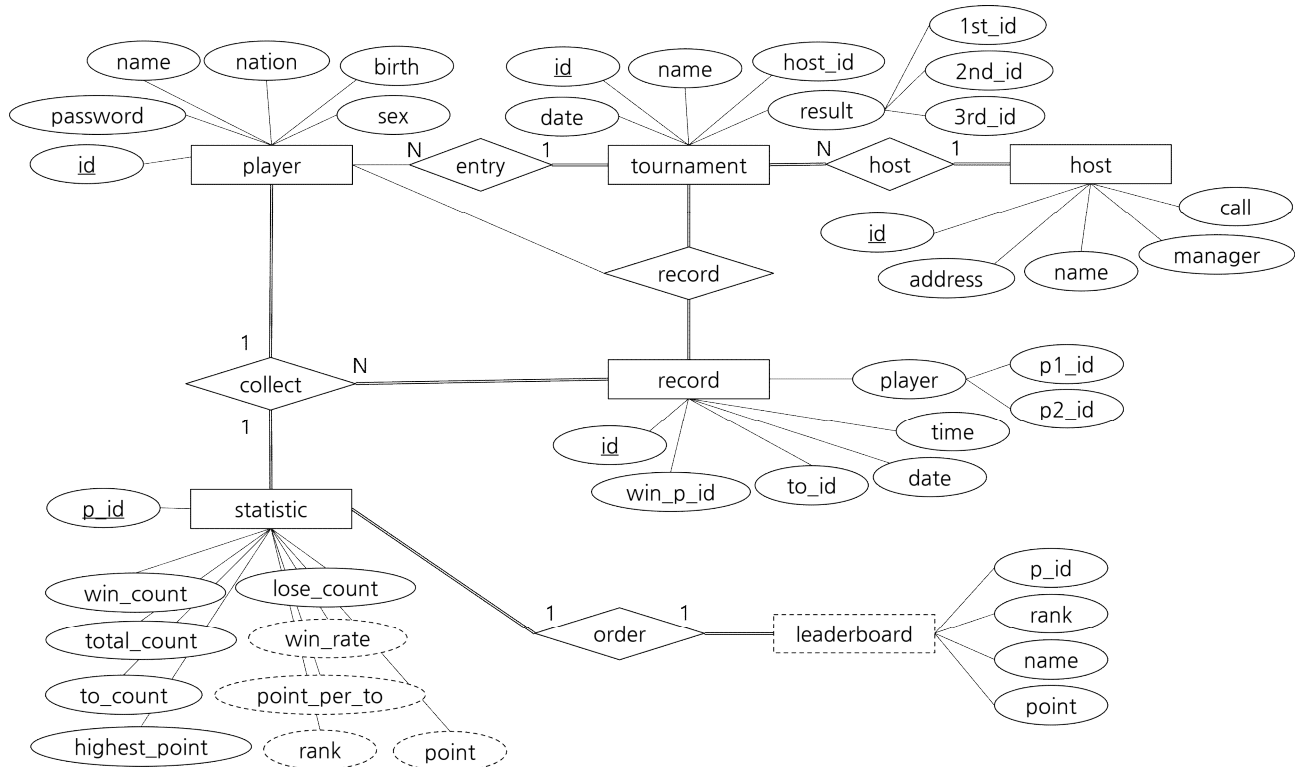 1st_id
name
nation
birth
id
name
host_id
2nd_id
password
sex
date
result
3rd_id
id
player
N
entry
1
tournament
N
host
1
host
call
id
manager
address
name
record
1
collect
N
record
player
p1_id
p2_id
1
id
time
win_p_id
to_id
date
p_id
statistic
win_count
lose_count
p_id
total_count
win_rate
1
order
1
leaderboard
rank
name
to_count
point_per_to
point
highest_point
rank
point